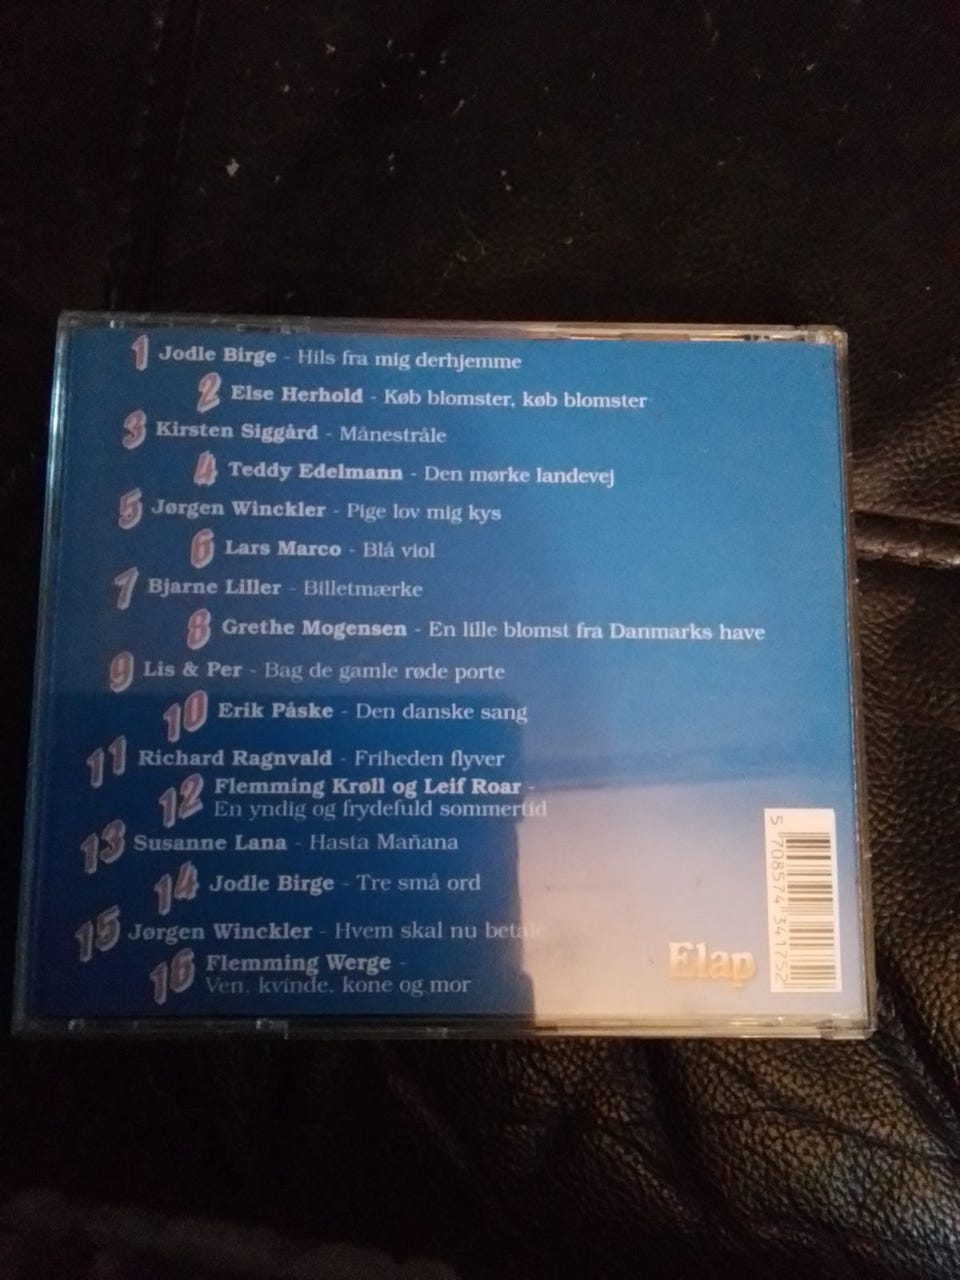 1 Jodle Birge - Hils fra mig derhjemme
2 Else Herhold - Køb blomster, køb blomster
3 Kirsten Siggård - Månestråle
4 Teddy Edelmann - Den mørke landevej
5 Jørgen Winckler - Pige lov mig kys
6 Lars Marco - Blå viol
7 Bjarne Liller - Billetmærke
8 Grethe Mogensen - En lille blomst fra Danmarks have
9 Lis & Per - Bag de gamle røde porte
10 Erik Påske - Den danske sang
11 Richard Ragnvald - Friheden flyver
12 Flemming Krøll og Leif Roar -
En yndig og frydefuld sommertid
13 Susanne Lana - Hasta Mañana
14 Jodle Birge - Tre små ord
15 Jørgen Winckler - Hvem skal nu betale
16 Flemming Werge -
Ven, kvinde, kone og mor
Elap
5 708574 341752